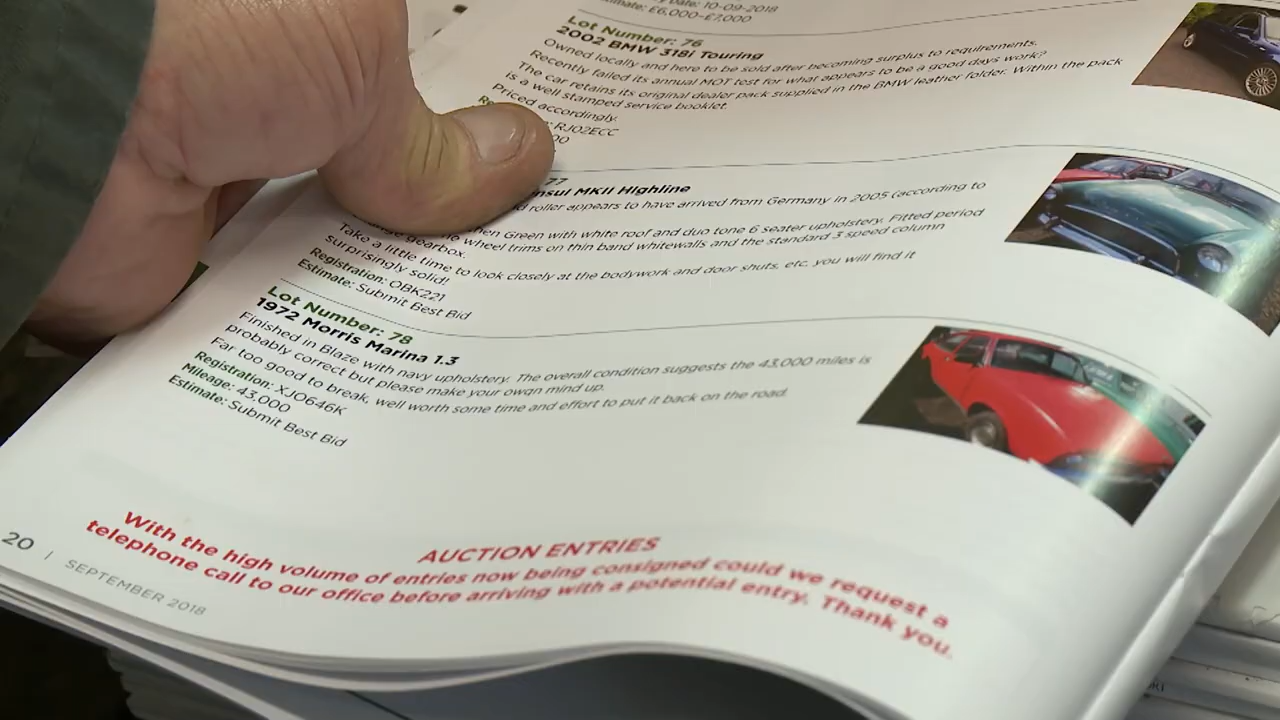 Date: 10-09-2018
Estimate: £6,000-£7,000
Lot Number: 76
2002 BMW 318i Touring
Owned locally and here to be sold after becoming surplus to requirements.
Recently failed its annual MOT test for what appears to be a good days work?
The car retains its original dealer pack supplied in the BMW leather folder. Within the pack
is a well stamped service booklet.
Priced accordingly.
: RJ02ECC
00
77
nsul MKII Highline
d roller appears to have arrived from Germany in 2005 (according to
hen Green with white roof and duo tone 6 seater upholstery. Fitted period
wheel trims on thin band whitewalls and the standard 3 speed column
gearbox.
Take a little time to look closely at the bodywork and door shuts, etc, you will find it
surprisingly solid!
Registration: OBK221
Estimate: Submit Best Bid
Lot Number: 78
1972 Morris Marina 1.3
Finished in Blaze with navy upholstery. The overall condition suggests the 43,000 miles is
probably correct but please make your owqn mind up.
Far too good to break, well worth some time and effort to put it back on the road.
Registration: XJO646K
Mileage: 43,000
Estimate: Submit Best Bid
AUCTION ENTRIES
With the high volume of entries now being consigned could we request a
telephone call to our office before arriving with a potential entry. Thank you.
20 | SEPTEMBER 2018